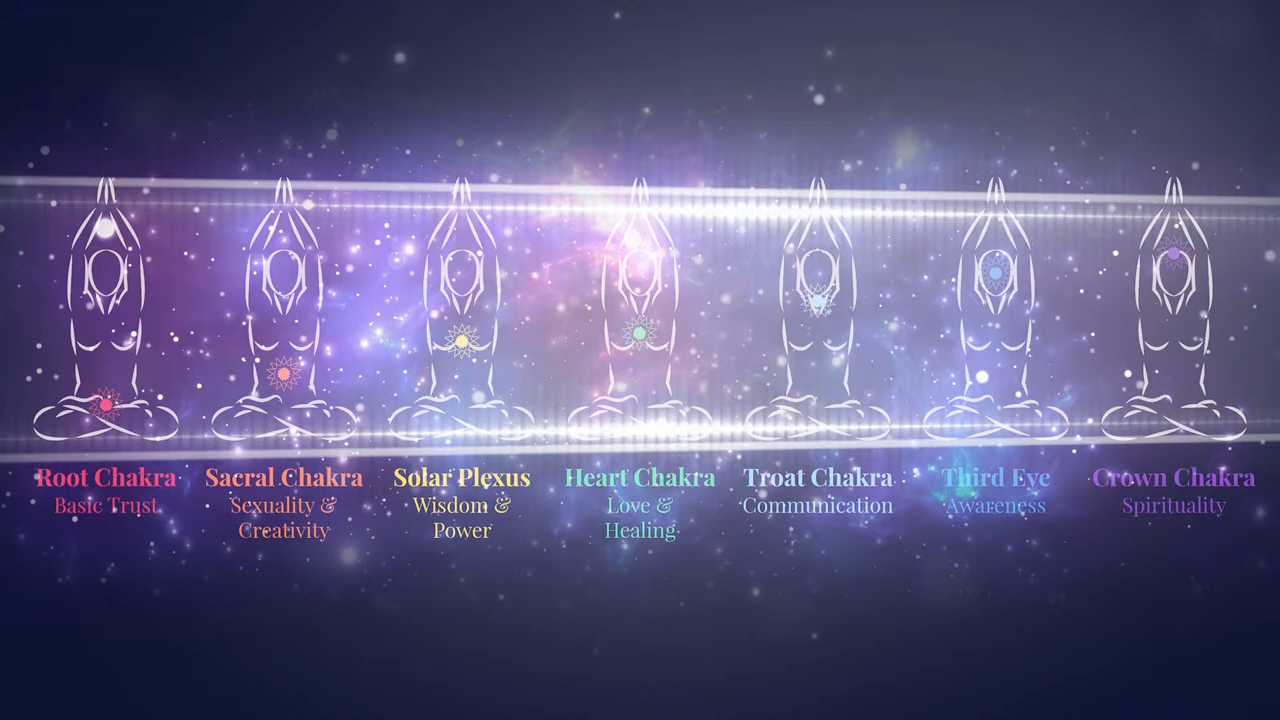 Root Chakra
Basic Trust
Sacral Chakra
Sexuality &
Creativity
Solar Plexus
Wisdom &
Power
Heart Chakra
Love &
Healing
Troat Chakra
Communication
Third Eye
Awareness
Crown Chakra
Spirituality